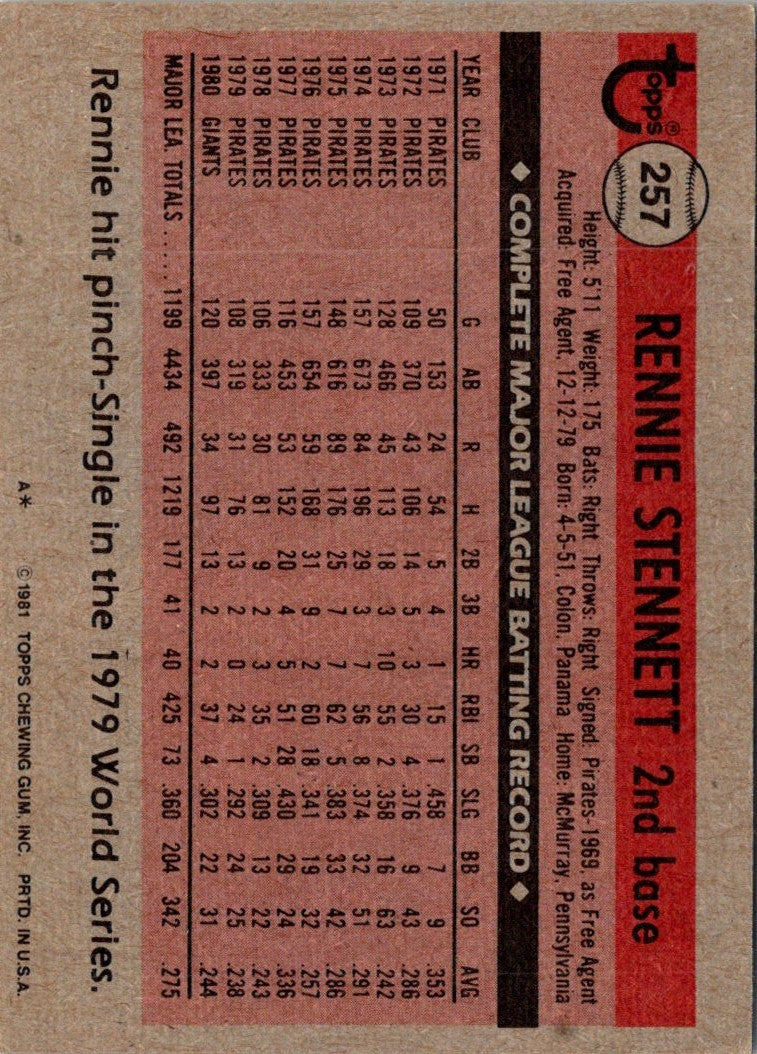 topps®
257 RENNIE STENNETT 2nd base
Height: 5'11 Weight: 175 Bats: Right Throws: Right Signed: Pirates-1969, as Free Agent
Acquired: Free Agent, 12-12-79 Born: 4-5-51, Colon, Panama Home: McMurray, Pennsylvania
◆ COMPLETE MAJOR LEAGUE BATTING RECORD ◆
YEAR CLUB G AB R H 2B 3B HR RBI SB SLG BB SO AVG
1971 PIRATES 50 153 24 54 5 4 1 15 1 .458 7 9 .353
1972 PIRATES 109 370 43 106 14 5 3 30 4 .376 9 43 .286
1973 PIRATES 128 466 45 113 18 3 10 55 2 .358 16 63 .242
1974 PIRATES 157 673 84 196 29 3 7 56 8 .374 32 51 .291
1975 PIRATES 148 616 89 176 25 7 7 62 5 .383 33 42 .286
1976 PIRATES 157 654 59 168 31 9 2 60 18 .341 19 32 .257
1977 PIRATES 116 453 53 152 20 4 5 51 28 .430 29 24 .336
1978 PIRATES 106 333 30 81 9 2 3 35 2 .309 13 22 .243
1979 PIRATES 108 319 31 76 13 2 0 24 1 .292 24 25 .238
1980 GIANTS 120 397 34 97 13 2 2 37 4 .302 22 31 .244
MAJOR LEA. TOTALS ..... 1199 4434 492 1219 177 41 40 425 73 .360 204 342 .275
Rennie hit pinch-Single in the 1979 World Series.
A* © 1981 TOPPS CHEWING GUM, INC. PRTD. IN U.S.A.